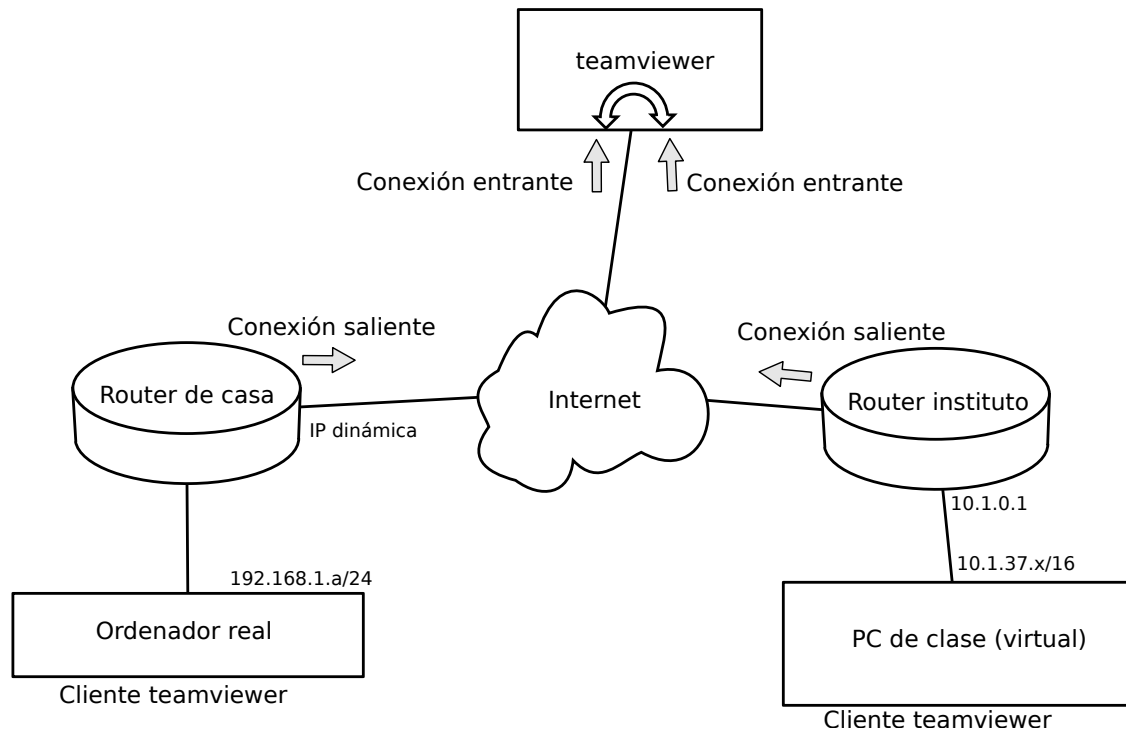 teamviewer
Conexión entrante
Conexión entrante
Conexión saliente
Conexión saliente
Router de casa
Internet
Router instituto
IP dinámica
10.1.0.1
192.168.1.a/24
10.1.37.x/16
Ordenador real
PC de clase (virtual)
Cliente teamviewer
Cliente teamviewer